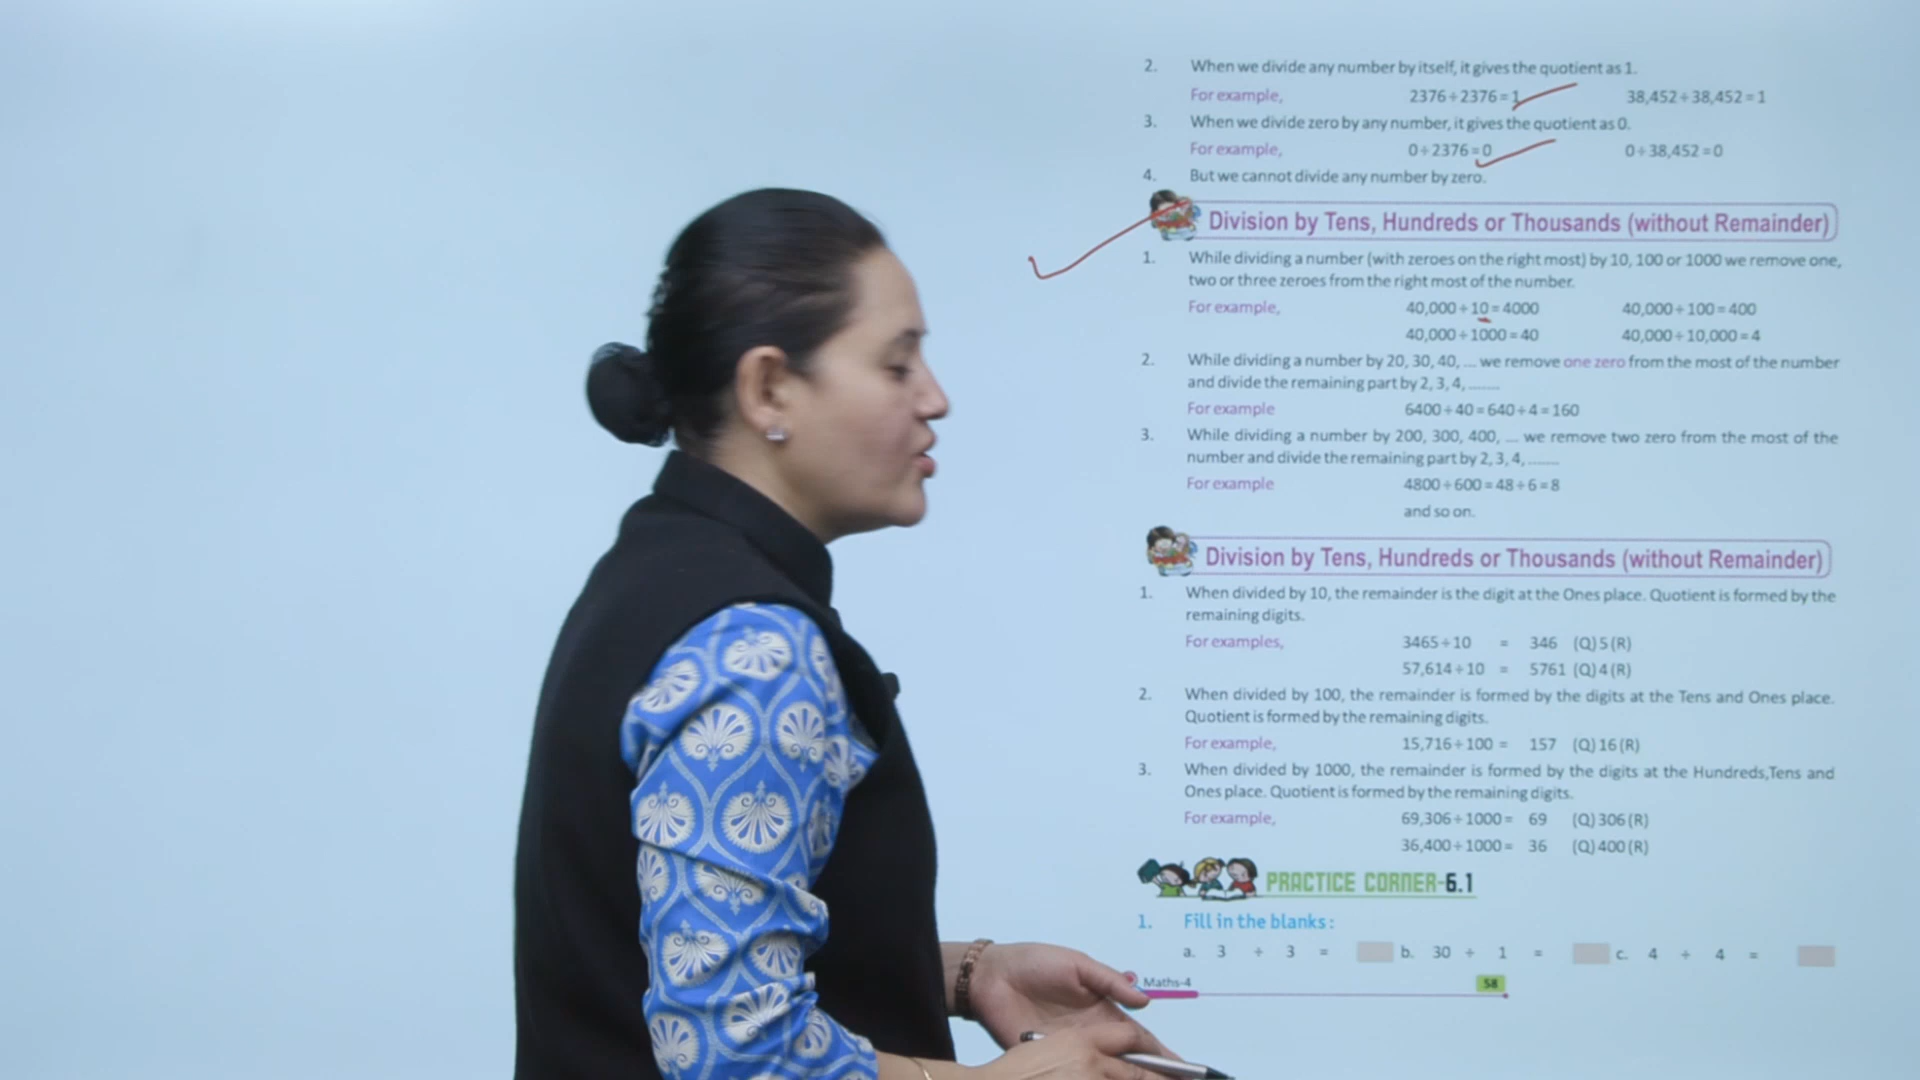 2. When we divide any number by itself, it gives the quotient as 1.
For example, 2376÷2376=1 38,452÷38,452=1
3. When we divide zero by any number, it gives the quotient as 0.
For example, 0÷2376=0 0÷38,452=0
4. But we cannot divide any number by zero.
Division by Tens, Hundreds or Thousands (without Remainder)
1. While dividing a number (with zeroes on the right most) by 10, 100 or 1000 we remove one,
two or three zeroes from the right most of the number.
For example, 40,000÷10=4000 40,000÷100=400
40,000÷1000=40 40,000÷10,000=4
2. While dividing a number by 20, 30, 40, ... we remove one zero from the most of the number
and divide the remaining part by 2, 3, 4, ........
For example 6400÷40=640÷4=160
3. While dividing a number by 200, 300, 400, ... we remove two zero from the most of the
number and divide the remaining part by 2, 3, 4, ........
For example 4800÷600=48÷6=8
and so on.
Division by Tens, Hundreds or Thousands (without Remainder)
1. When divided by 10, the remainder is the digit at the Ones place. Quotient is formed by the
remaining digits.
For examples, 3465÷10 = 346 (Q) 5 (R)
57,614÷10 = 5761 (Q) 4 (R)
2. When divided by 100, the remainder is formed by the digits at the Tens and Ones place.
Quotient is formed by the remaining digits.
For example, 15,716÷100 = 157 (Q) 16 (R)
3. When divided by 1000, the remainder is formed by the digits at the Hundreds,Tens and
Ones place. Quotient is formed by the remaining digits.
For example, 69,306÷1000 = 69 (Q) 306 (R)
36,400÷1000 = 36 (Q) 400 (R)
PRACTICE CORNER-6.1
1. Fill in the blanks:
a. 3 ÷ 3 = b. 30 ÷ 1 = c. 4 ÷ 4 =
Maths-4 58